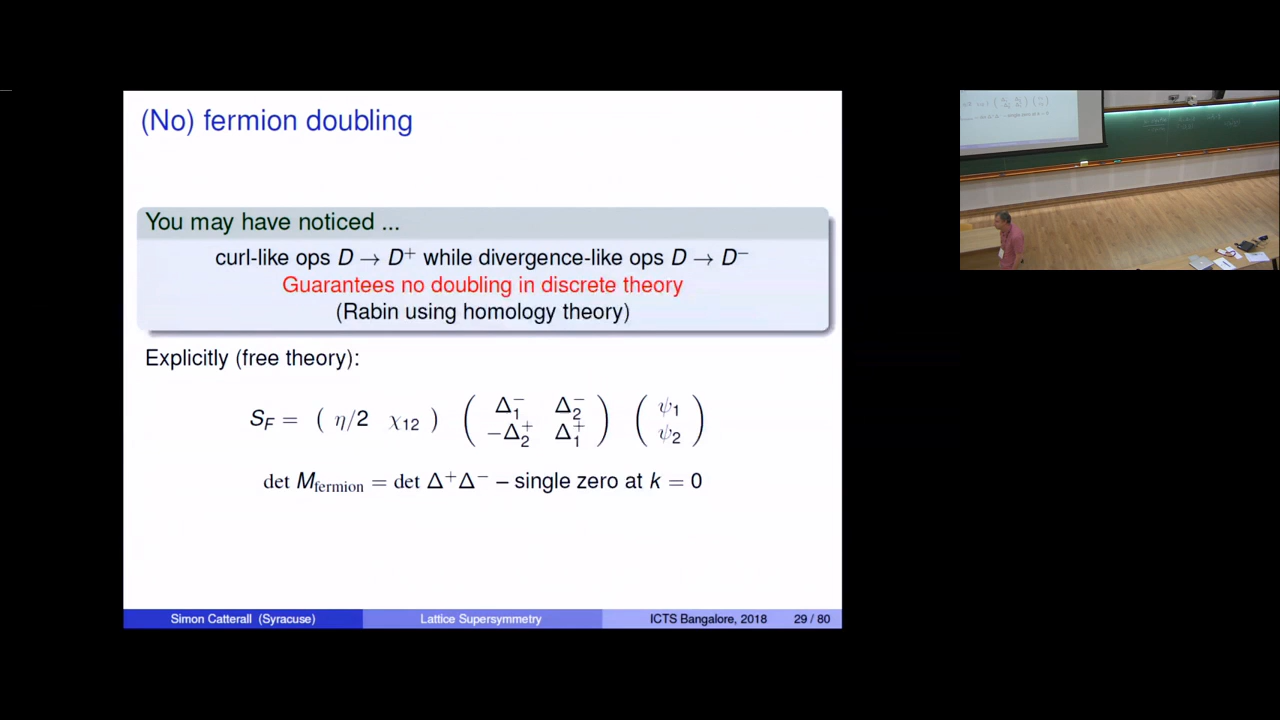 (No) fermion doubling
You may have noticed ...
curl-like ops D → D⁺ while divergence-like ops D → D⁻
Guarantees no doubling in discrete theory
(Rabin using homology theory)
Explicitly (free theory):
S_F = ( η/2 χ₁₂ ) ( Δ₁⁻ Δ₂⁻ ; −Δ₂⁺ Δ₁⁺ ) ( ψ₁ ; ψ₂ )
det M_fermion = det Δ⁺Δ⁻ – single zero at k = 0
Simon Catterall (Syracuse) Lattice Supersymmetry ICTS Bangalore, 2018 29 / 80